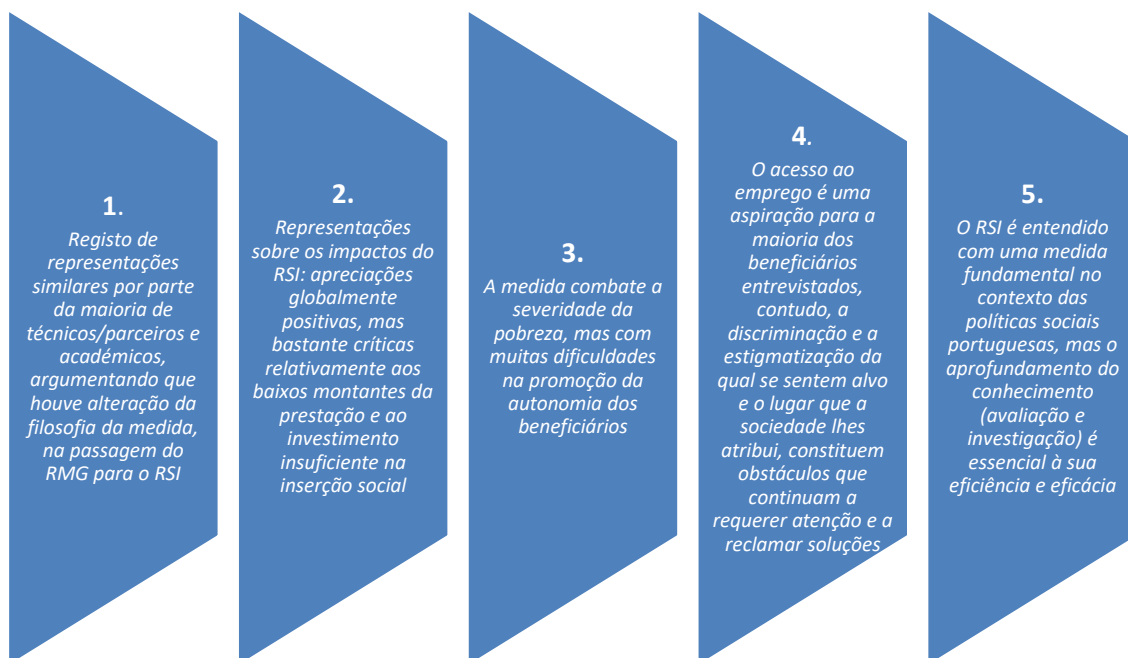 1.
Registo de
representações
similares por parte
da maioria de
técnicos/parceiros e
académicos,
argumentando que
houve alteração da
filosofia da medida,
na passagem do
RMG para o RSI
2.
Representações
sobre os impactos do
RSI: apreciações
globalmente
positivas, mas
bastante críticas
relativamente aos
baixos montantes da
prestação e ao
investimento
insuficiente na
inserção social
3.
A medida combate a
severidade da
pobreza, mas com
muitas dificuldades
na promoção da
autonomia dos
beneficiários
4.
O acesso ao
emprego é uma
aspiração para a
maioria dos
beneficiários
entrevistados,
contudo, a
discriminação e a
estigmatização da
qual se sentem alvo
e o lugar que a
sociedade lhes
atribui, constituem
obstáculos que
continuam a
requerer atenção e a
reclamar soluções
5.
O RSI é entendido
com uma medida
fundamental no
contexto das
políticas sociais
portuguesas, mas o
aprofundamento do
conhecimento
(avaliação e
investigação) é
essencial à sua
eficiência e eficácia